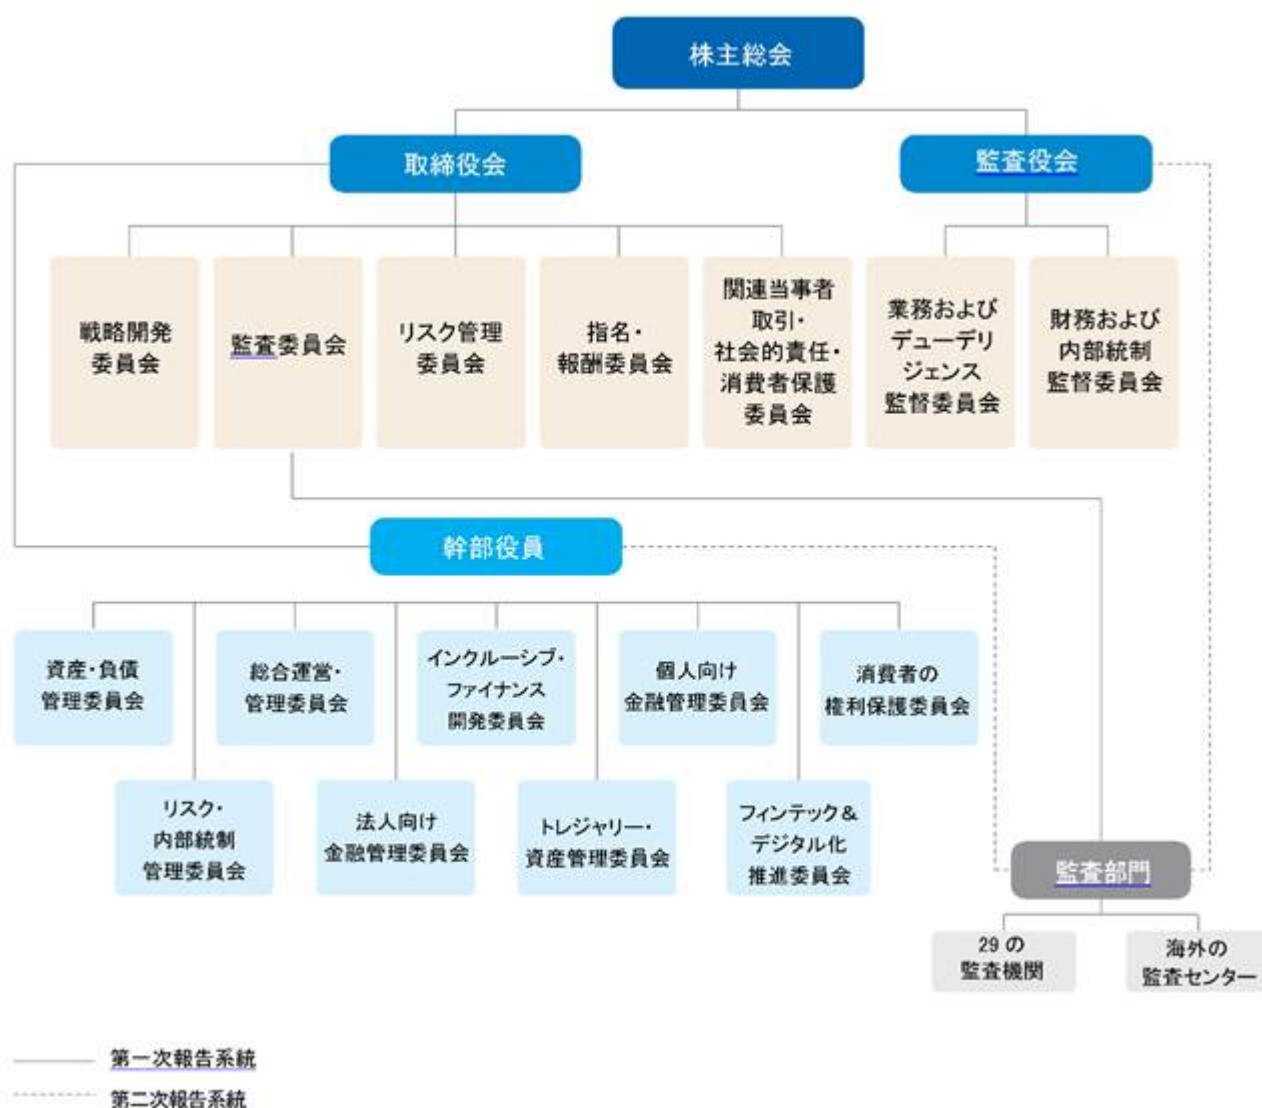 株主総会
取締役会
監査役会
戦略開発
委員会
監査委員会
リスク管理
委員会
指名・
報酬委員会
関連当事者
取引・
社会的責任・
消費者保護
委員会
業務および
デューデリ
ジェンス
監督委員会
財務および
内部統制
監督委員会
幹部役員
資産・負債
管理委員会
総合運営・
管理委員会
インクルーシブ・
ファイナンス
開発委員会
個人向け
金融管理委員会
消費者の
権利保護委員会
リスク・
内部統制
管理委員会
法人向け
金融管理委員会
トレジャリー・
資産管理委員会
フィンテック&
デジタル化
推進委員会
監査部門
29 の
監査機関
海外の
監査センター
第一次報告系統
第二次報告系統